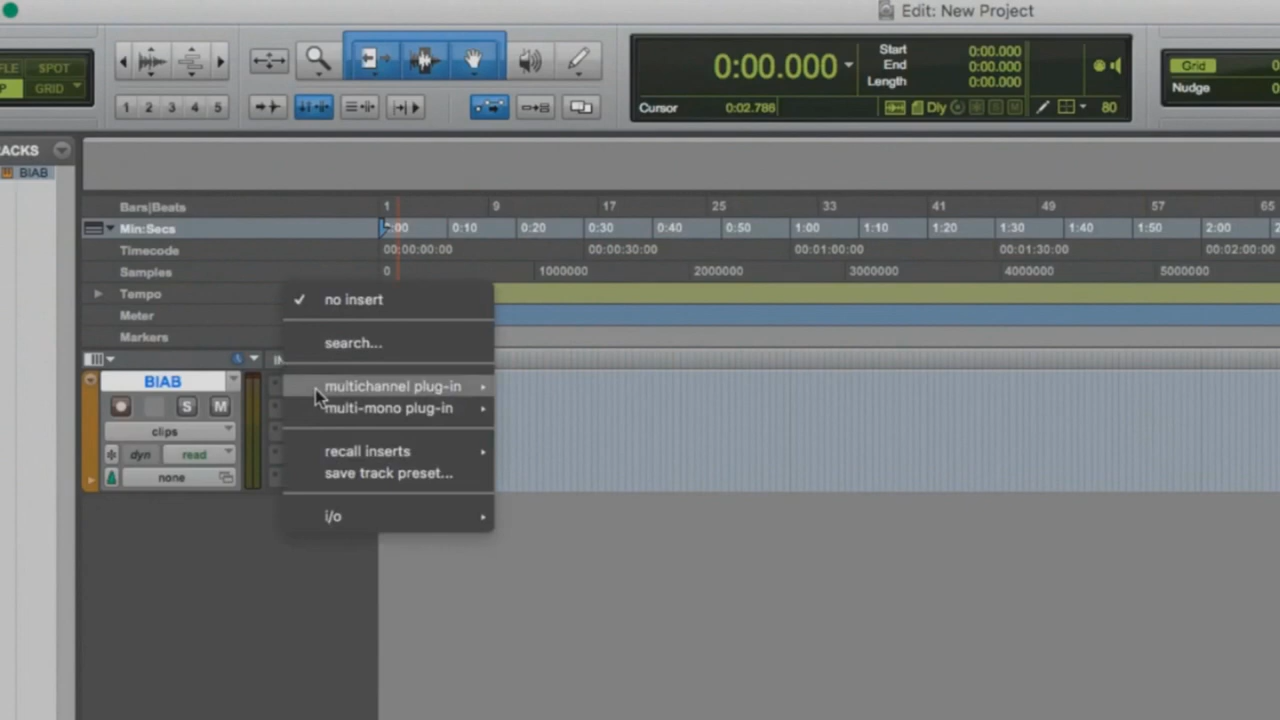 Edit: New Project
FLE SPOT
P GRID
1 2 3 4 5
0:00.000
Start 0:00.000
End 0:00.000
Length 0:00.000
Cursor 0:02.786
Dly
S M
80
Grid 0
Nudge 0
ACKS
BIAB
Bars|Beats 1 9 17 25 33 41 49 57 65
Min:Secs :00 0:10 0:20 0:30 0:40 0:50 1:00 1:10 1:20 1:30 1:40 1:50 2:00 2
Timecode 00:00:00:00 00:00:30:00 00:01:00:00 00:01:30:00 00:02:00:00
Samples 0 1000000 2000000 3000000 4000000 5000000
Tempo
Meter
Markers
IN
BIAB
S M
clips
dyn read
none
no insert
search...
multichannel plug-in
multi-mono plug-in
recall inserts
save track preset...
i/o